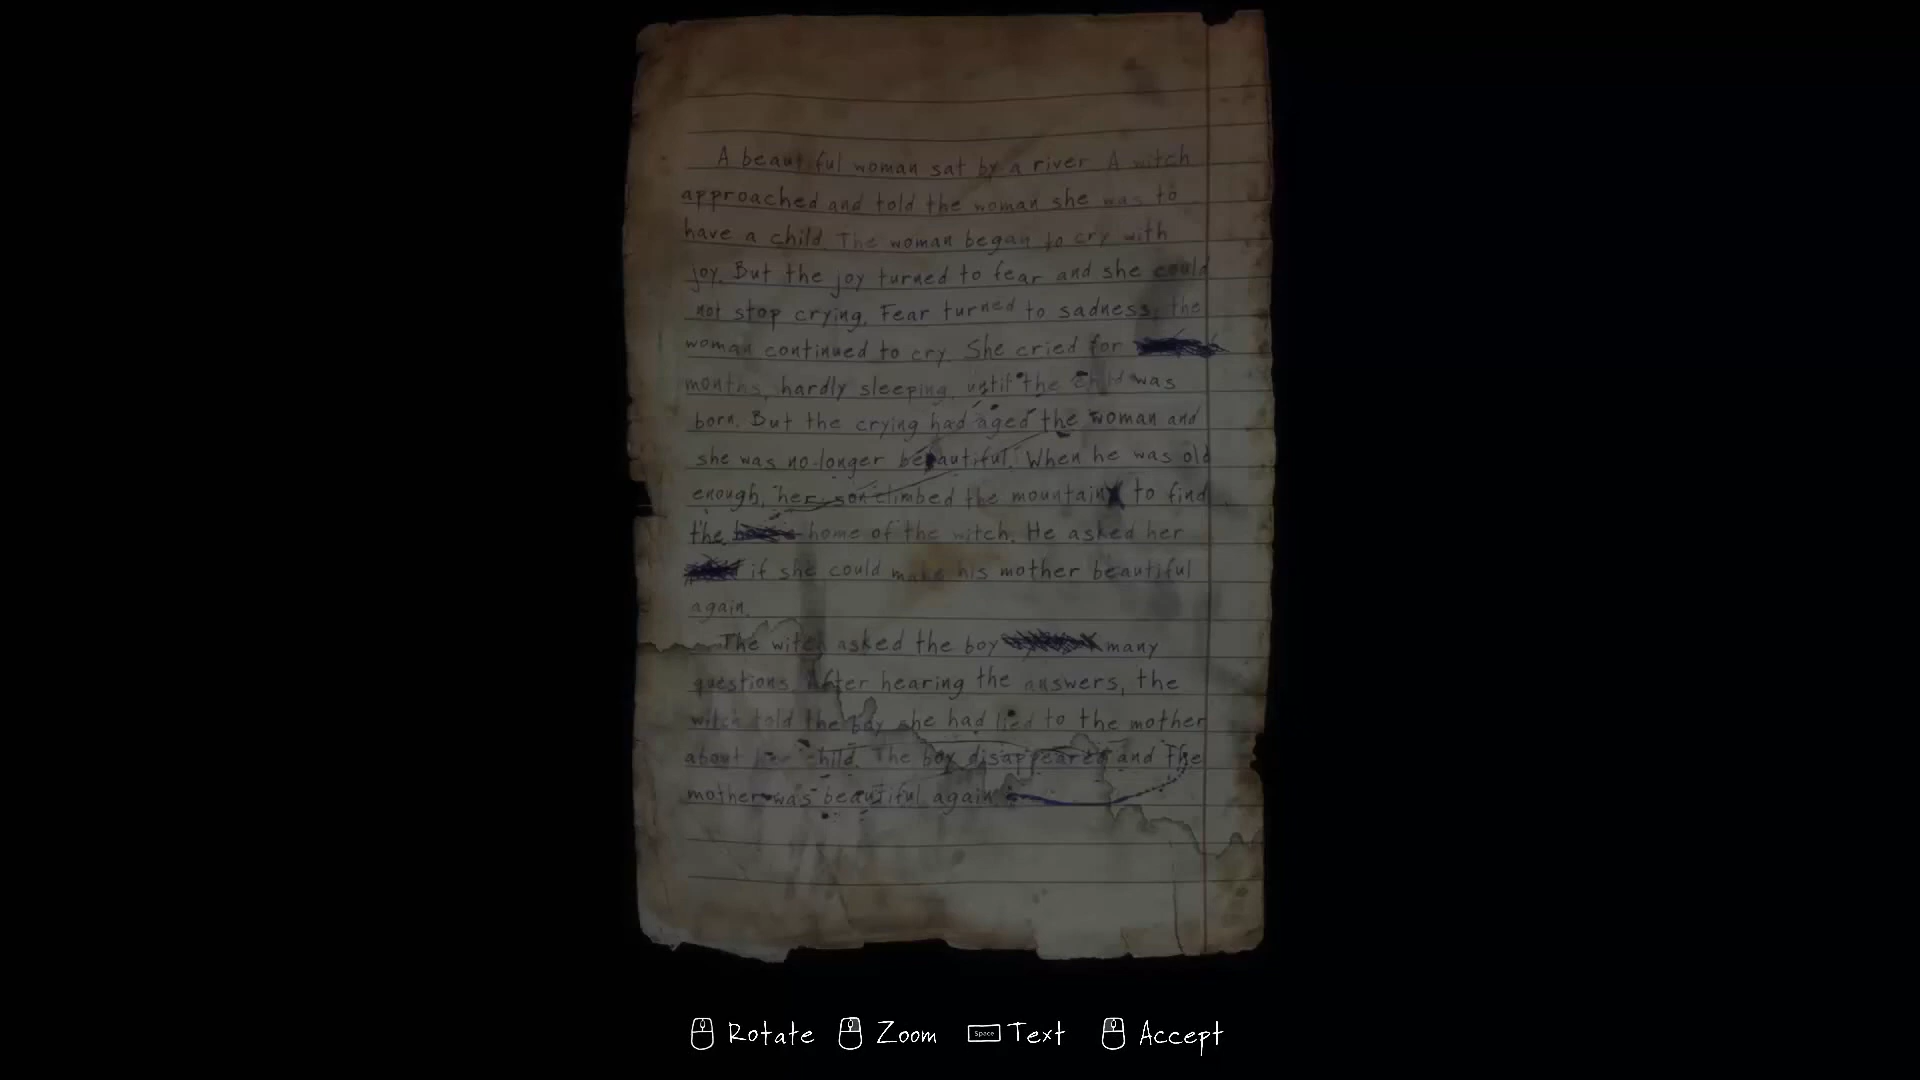 A beautiful woman sat by a river. A witch
approached and told the woman she was to
have a child. The woman began to cry with
joy. But the joy turned to fear and she could
not stop crying. Fear turned to sadness, the
woman continued to cry. She cried for
months, hardly sleeping, until the child was
born. But the crying had aged the woman and
she was no longer beautiful. When he was old
enough, her son climbed the mountain to find
the home of the witch. He asked her
if she could make his mother beautiful
again.
The witch asked the boy many
questions. After hearing the answers, the
witch told the boy she had lied to the mother
about her child. The boy disappeared and the
mother was beautiful again.
Rotate Zoom Space Text Accept